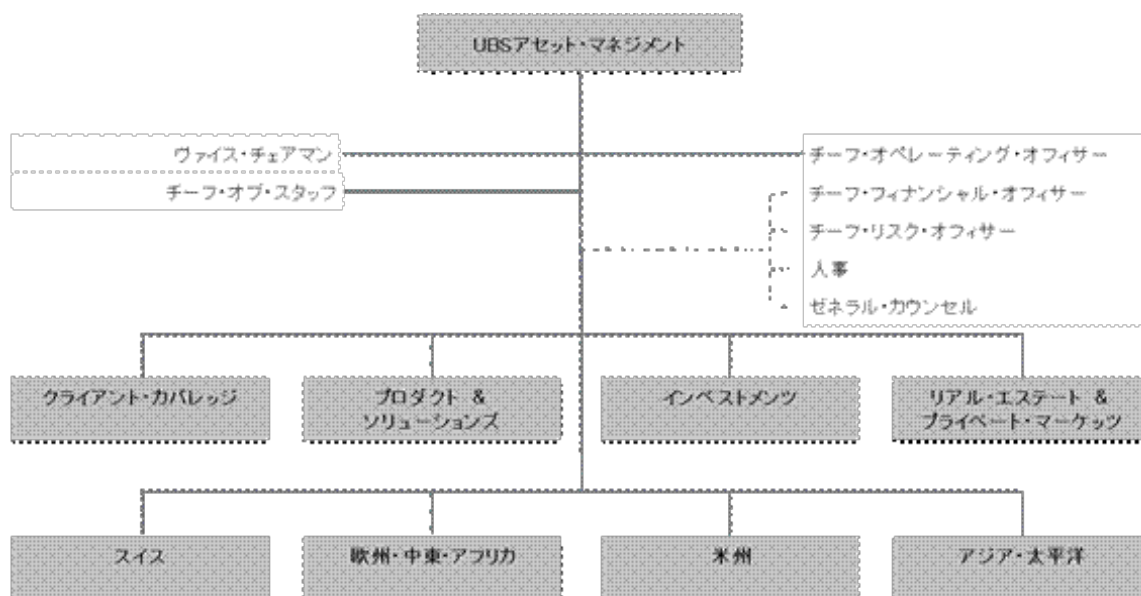 UBSアセット・マネジメント
ヴァイス・チェアマン
チーフ・オブ・スタッフ
チーフ・オペレーティング・オフィサー
チーフ・フィナンシャル・オフィサー
チーフ・リスク・オフィサー
人事
ゼネラル・カウンセル
クライアント・カバレッジ
プロダクト &
ソリューションズ
インベストメンツ
リアル・エステート &
プライベート・マーケッツ
スイス
欧州・中東・アフリカ
米州
アジア・太平洋